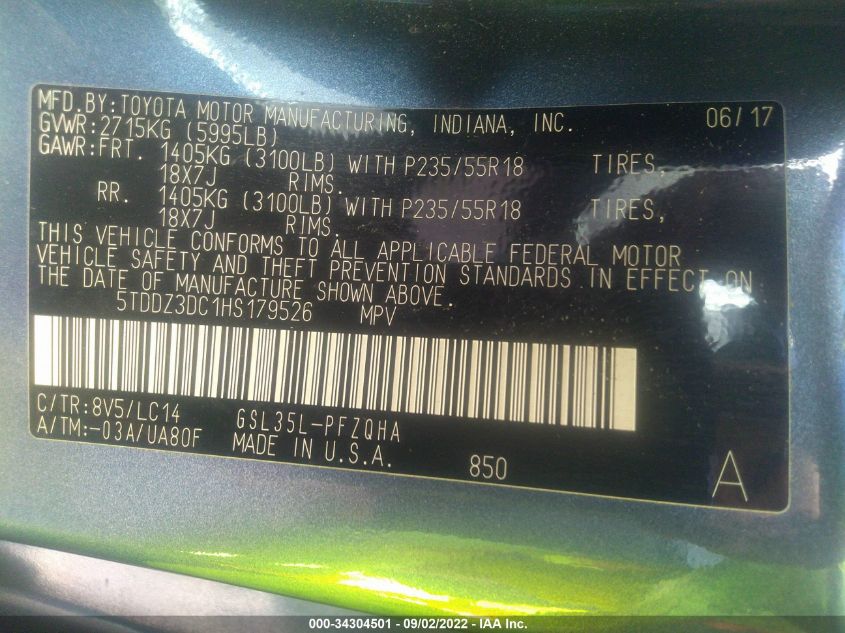 MFD.BY:TOYOTA MOTOR MANUFACTURING, INDIANA, INC. 06/17
GVWR:2715KG (5995LB)
GAWR:FRT. 1405KG (3100LB) WITH P235/55R18 TIRES,
18X7J RIMS.
RR. 1405KG (3100LB) WITH P235/55R18 TIRES,
18X7J RIMS.
THIS VEHICLE CONFORMS TO ALL APPLICABLE FEDERAL MOTOR
VEHICLE SAFETY AND THEFT PREVENTION STANDARDS IN EFFECT ON
THE DATE OF MANUFACTURE SHOWN ABOVE.
5TDDZ3DC1HS179526 MPV
C/TR:8V5/LC14 GSL35L-PFZQHA
A/TM:-03A/UA80F MADE IN U.S.A. 850 A
000-34304501 - 09/02/2022 - IAA Inc.